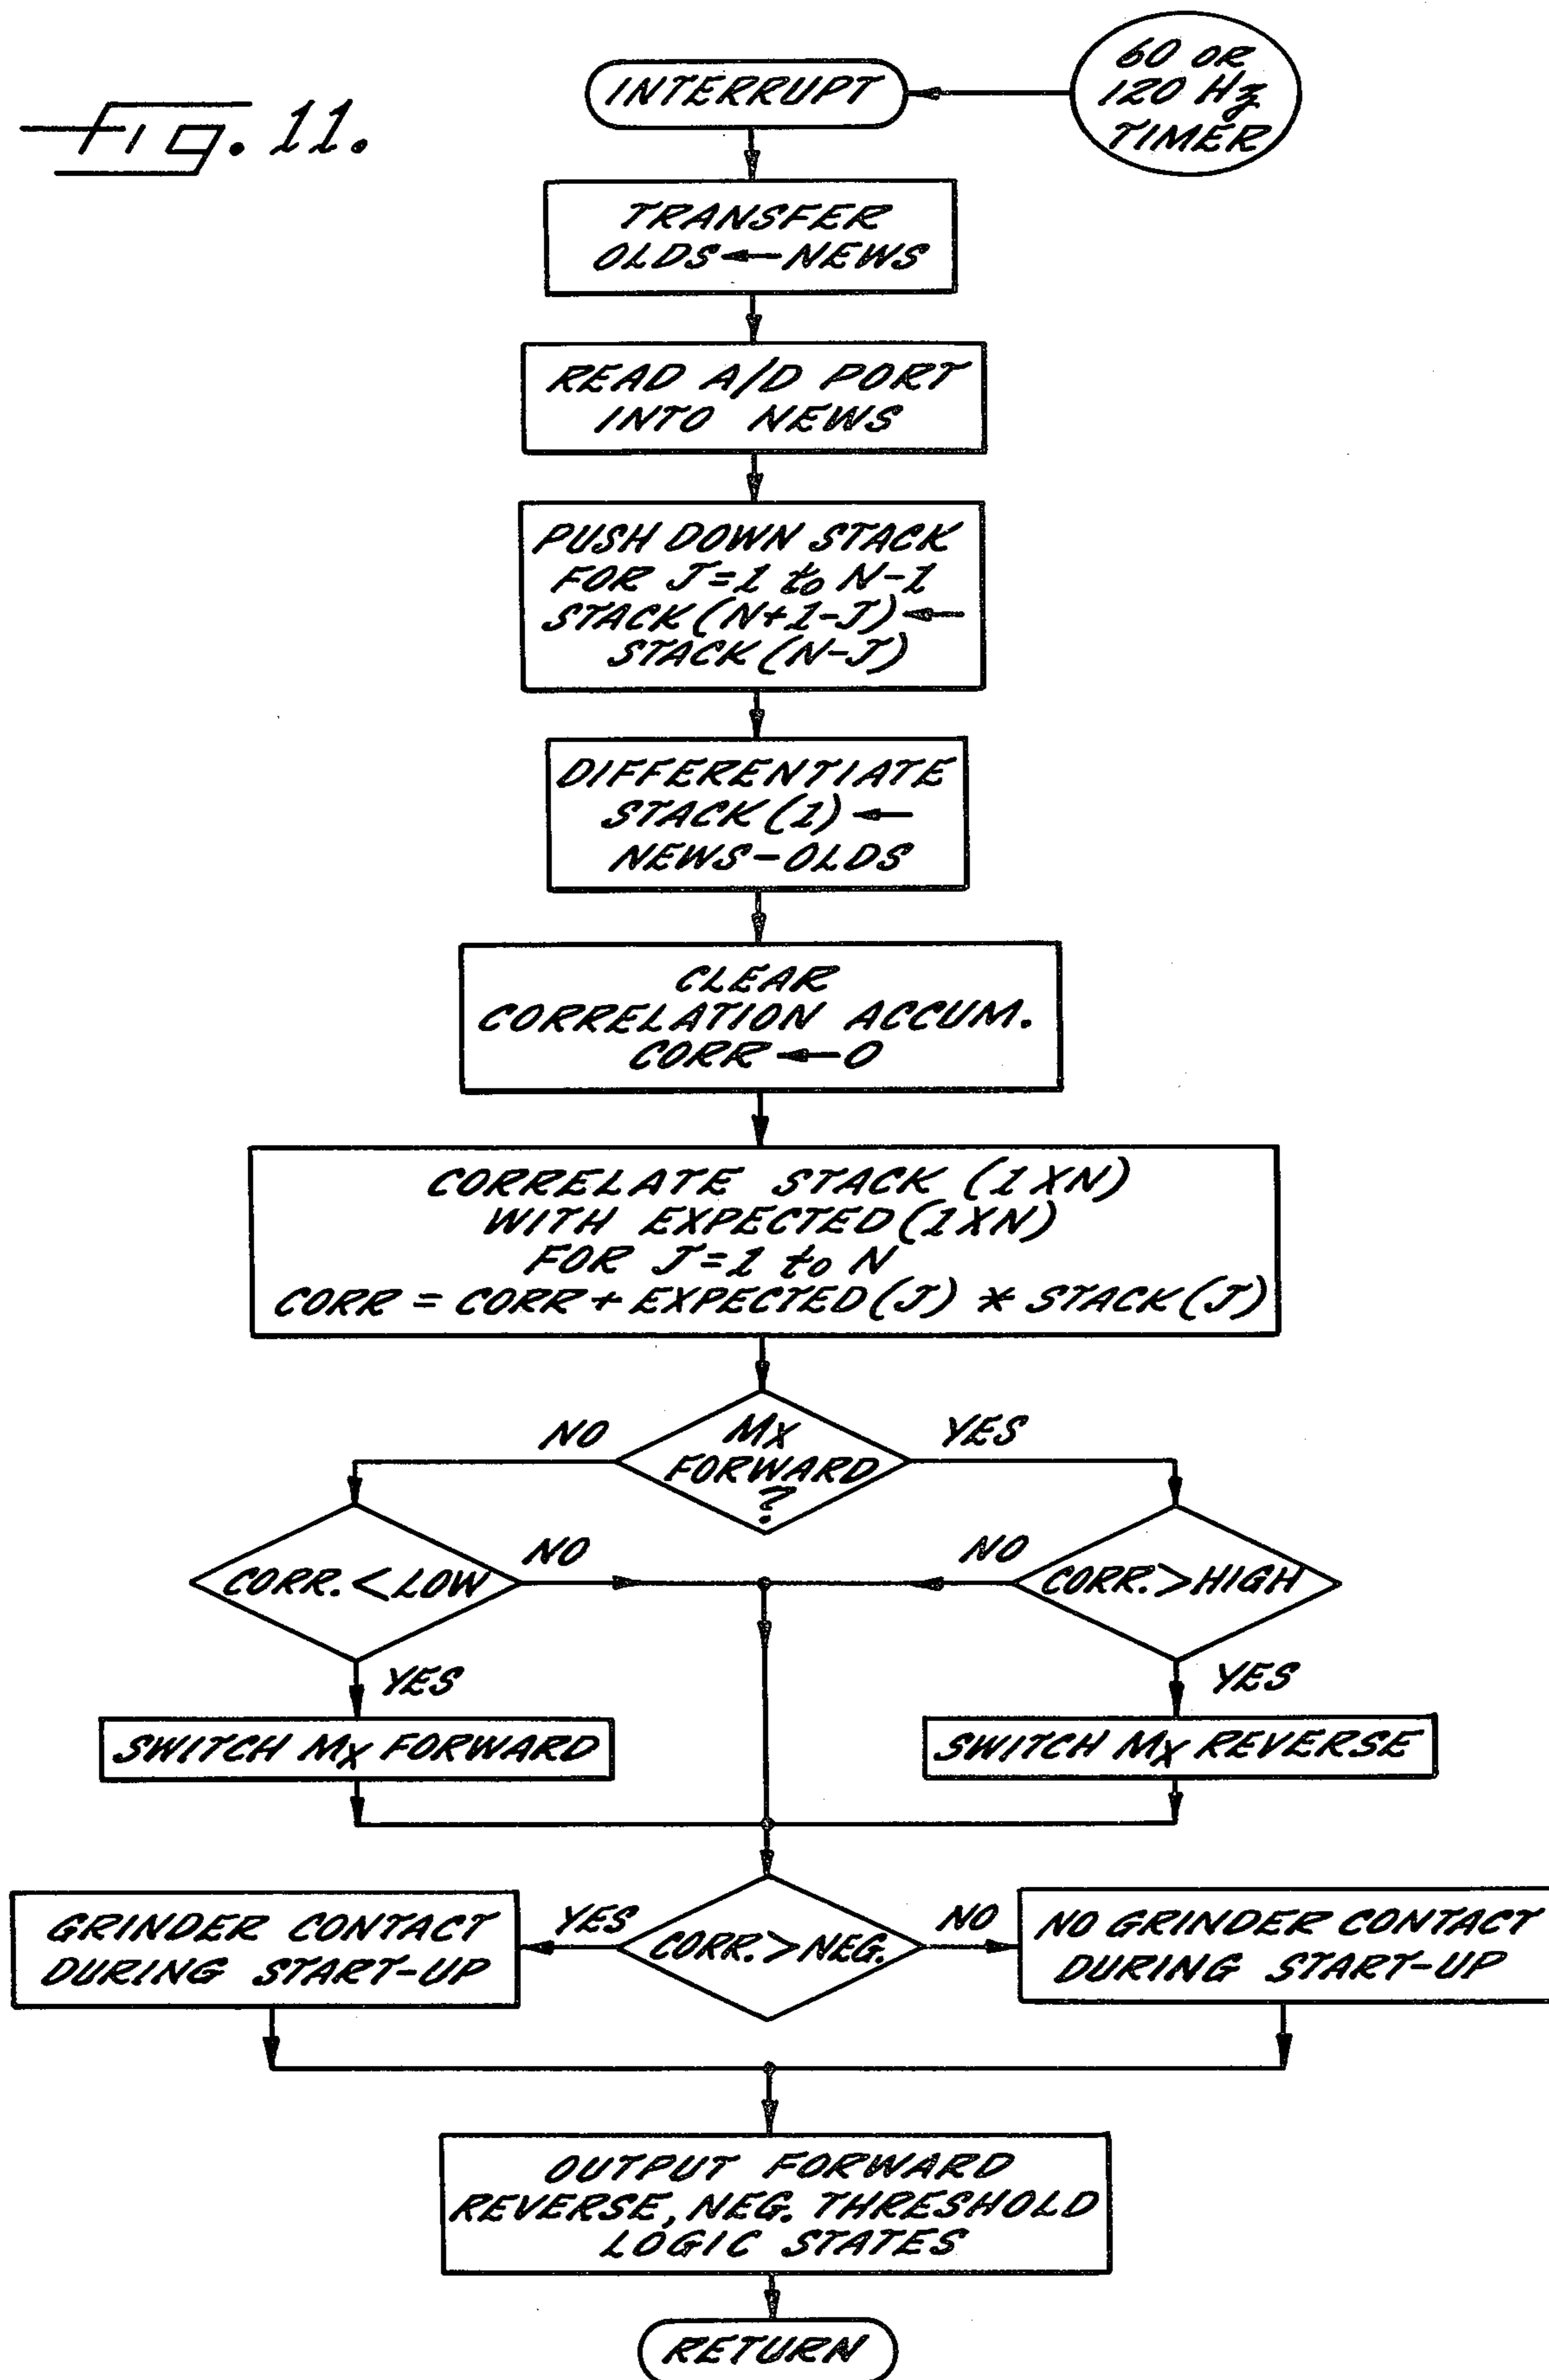 Fig. 11.
INTERRUPT
60 OR
120 Hz
TIMER
TRANSFER
OLDS ← NEWS
READ A/D PORT
INTO NEWS
PUSH DOWN STACK
FOR J=1 to N-1
STACK (N+1-J) ←
STACK (N-J)
DIFFERENTIATE
STACK (1) ←
NEWS-OLDS
CLEAR
CORRELATION ACCUM.
CORR ← 0
CORRELATE STACK (1XN)
WITH EXPECTED (1XN)
FOR J=1 to N
CORR = CORR + EXPECTED (J) * STACK (J)
NO
MX
FORWARD
?
YES
CORR. < LOW
NO
NO
CORR. > HIGH
YES
YES
SWITCH MX FORWARD
SWITCH MX REVERSE
GRINDER CONTACT
DURING START-UP
YES
CORR. > NEG.
NO
NO GRINDER CONTACT
DURING START-UP
OUTPUT FORWARD
REVERSE, NEG. THRESHOLD
LOGIC STATES
RETURN